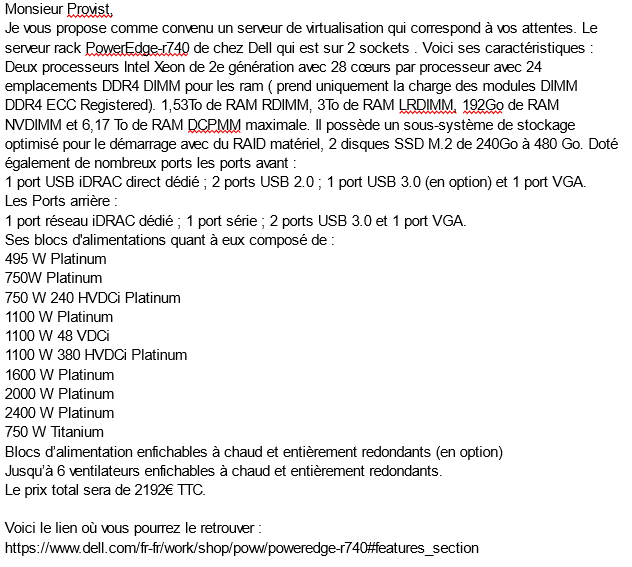 Monsieur Provist,
Je vous propose comme convenu un serveur de virtualisation qui correspond à vos attentes. Le
serveur rack PowerEdge-r740 de chez Dell qui est sur 2 sockets . Voici ses caractéristiques :
Deux processeurs Intel Xeon de 2e génération avec 28 cœurs par processeur avec 24
emplacements DDR4 DIMM pour les ram ( prend uniquement la charge des modules DIMM
DDR4 ECC Registered). 1,53To de RAM RDIMM, 3To de RAM LRDIMM, 192Go de RAM
NVDIMM et 6,17 To de RAM DCPMM maximale. Il possède un sous-système de stockage
optimisé pour le démarrage avec du RAID matériel, 2 disques SSD M.2 de 240Go à 480 Go. Doté
également de nombreux ports les ports avant :
1 port USB iDRAC direct dédié ; 2 ports USB 2.0 ; 1 port USB 3.0 (en option) et 1 port VGA.
Les Ports arrière :
1 port réseau iDRAC dédié ; 1 port série ; 2 ports USB 3.0 et 1 port VGA.
Ses blocs d'alimentations quant à eux composé de :
495 W Platinum
750W Platinum
750 W 240 HVDCi Platinum
1100 W Platinum
1100 W 48 VDCi
1100 W 380 HVDCi Platinum
1600 W Platinum
2000 W Platinum
2400 W Platinum
750 W Titanium
Blocs d’alimentation enfichables à chaud et entièrement redondants (en option)
Jusqu’à 6 ventilateurs enfichables à chaud et entièrement redondants.
Le prix total sera de 2192€ TTC.
Voici le lien où vous pourrez le retrouver :
https://www.dell.com/fr-fr/work/shop/povw/poweredge-r740#features_section